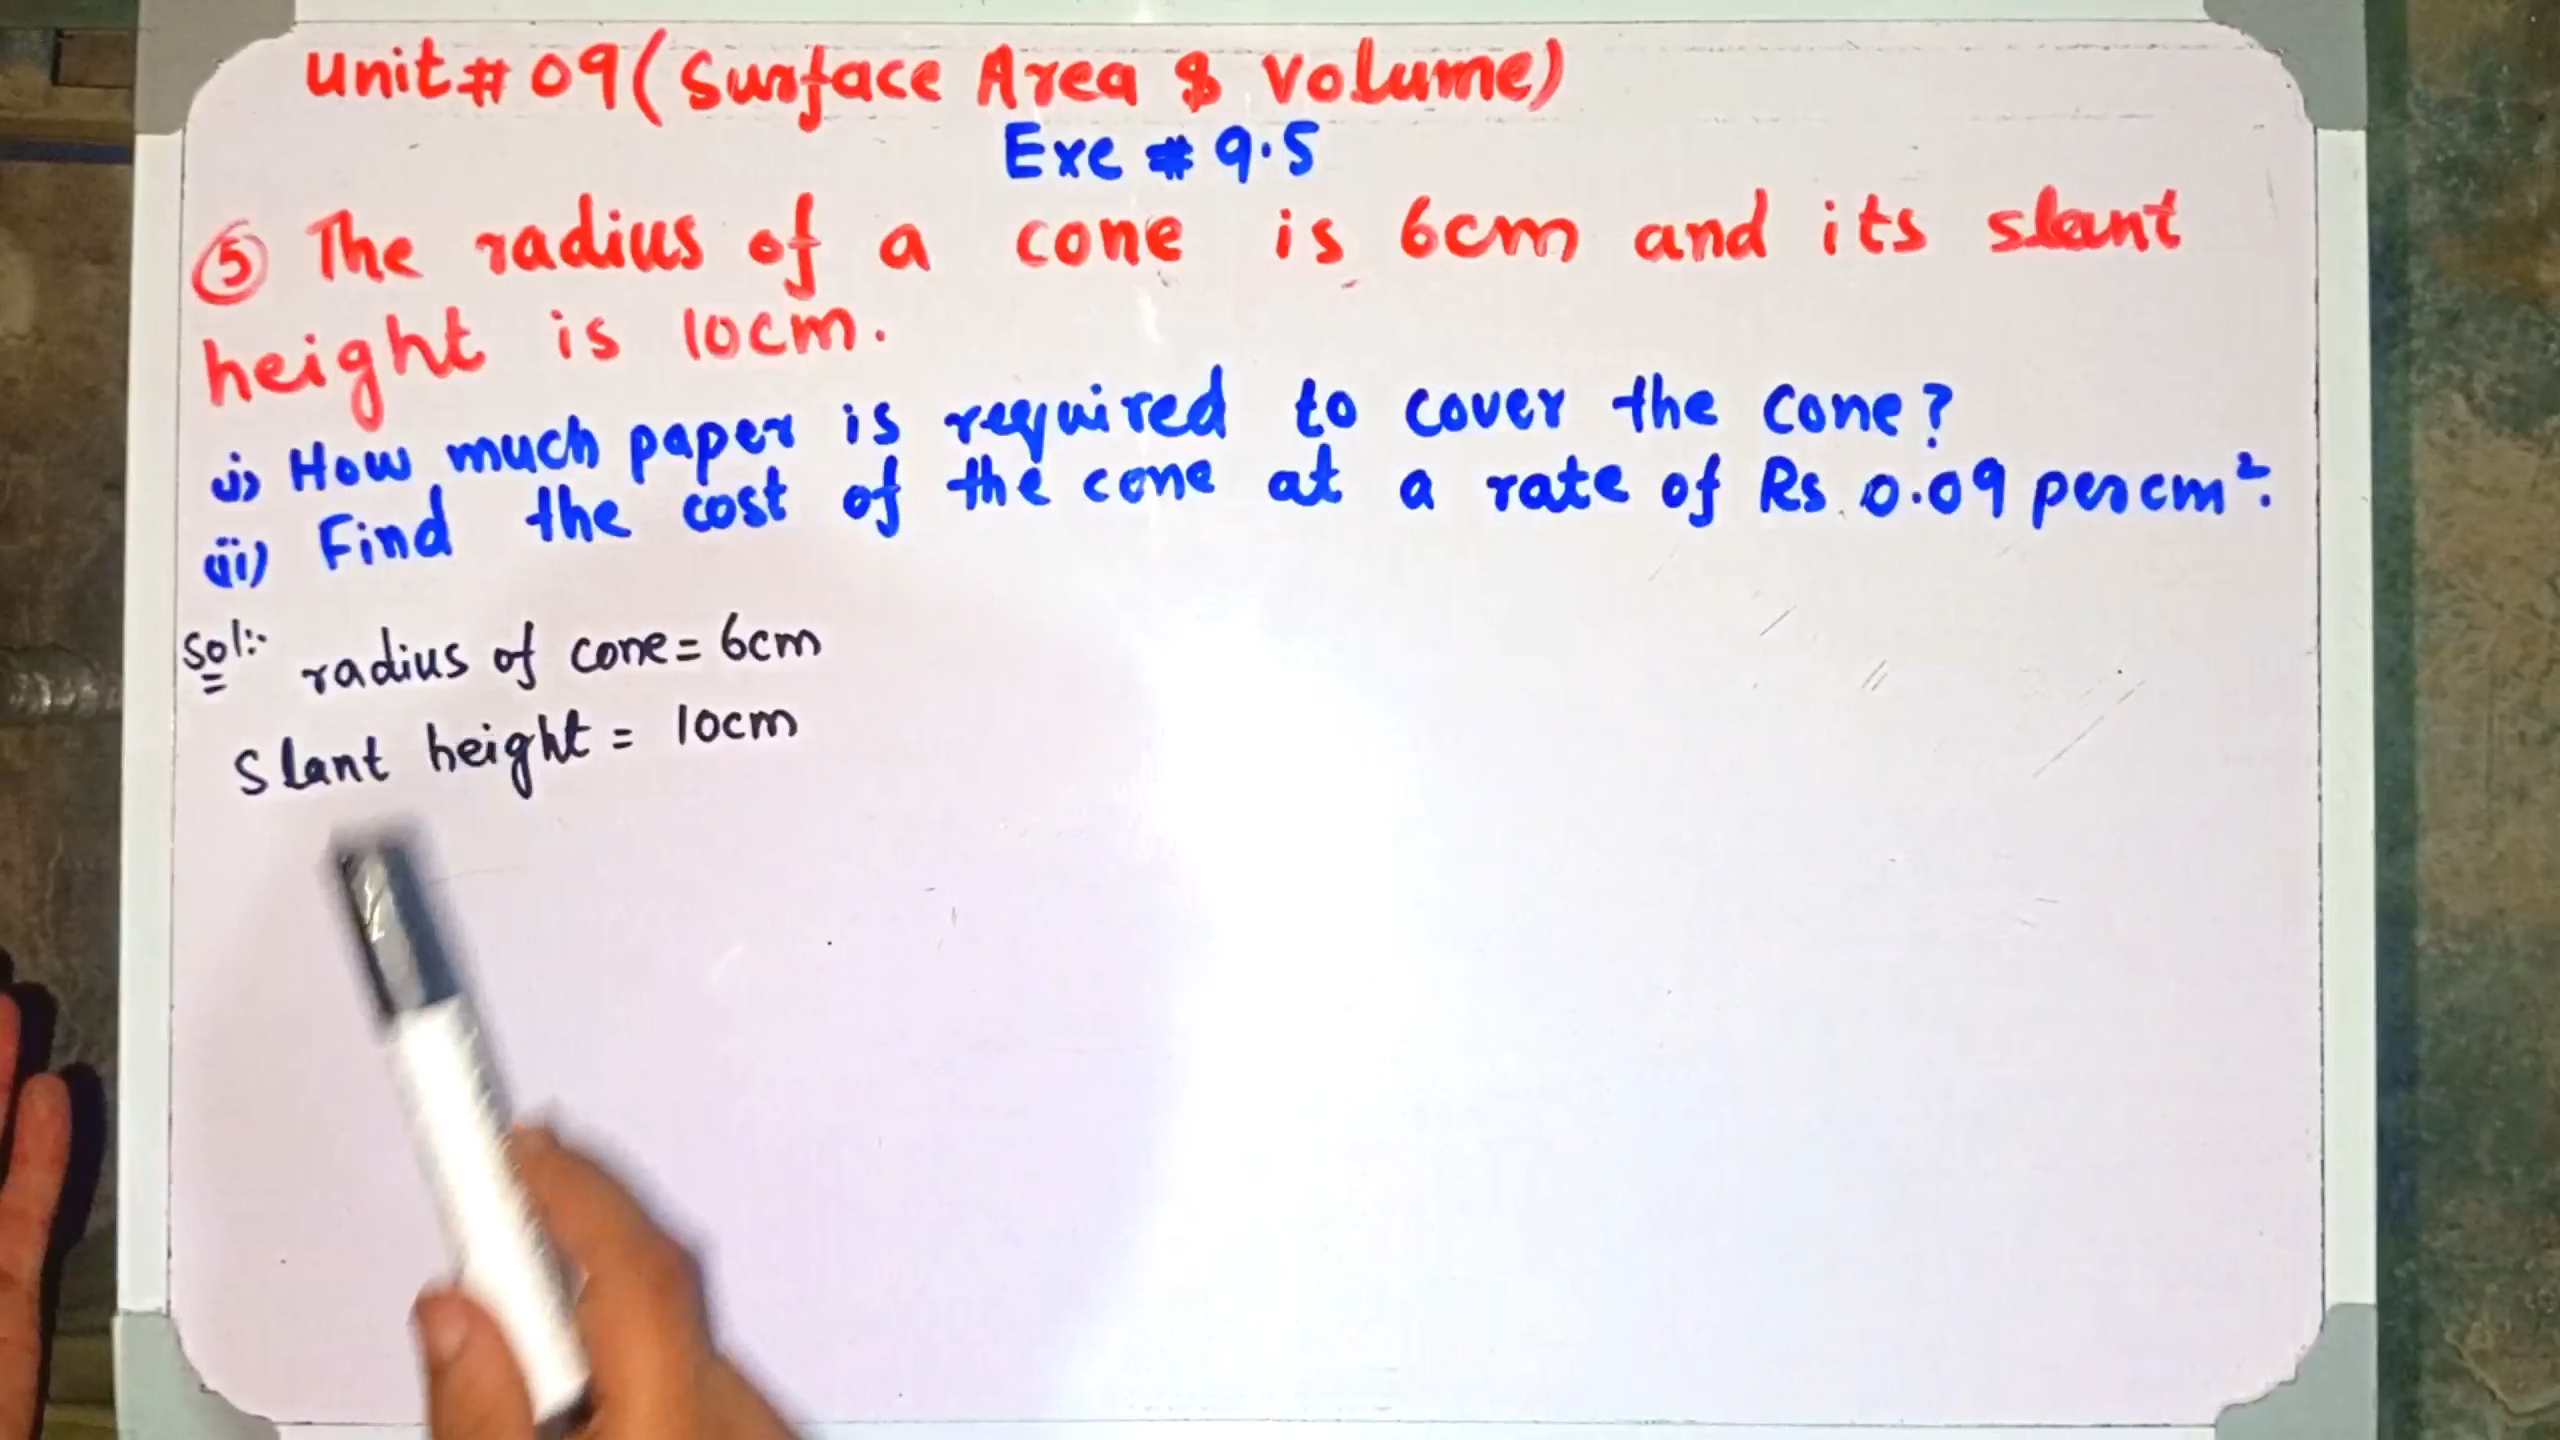 Unit # 09 (Surface Area & Volume)
Exe # 9.5
⑤ The radius of a cone is 6cm and its slant
height is 10cm.
i) How much paper is required to cover the cone?
ii) Find the cost of the cone at a rate of Rs 0.09 per cm².
Sol:- radius of cone = 6cm
Slant height = 10cm